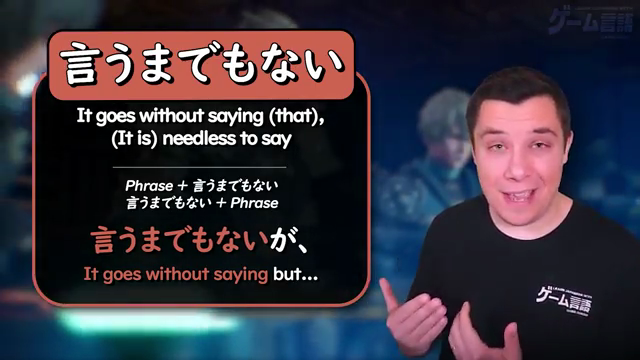 ゲーム言語
言うまでもない
It goes without saying (that),
(It is) needless to say
Phrase + 言うまでもない
言うまでもない + Phrase
言うまでもないが、
It goes without saying but...
ゲーム言語